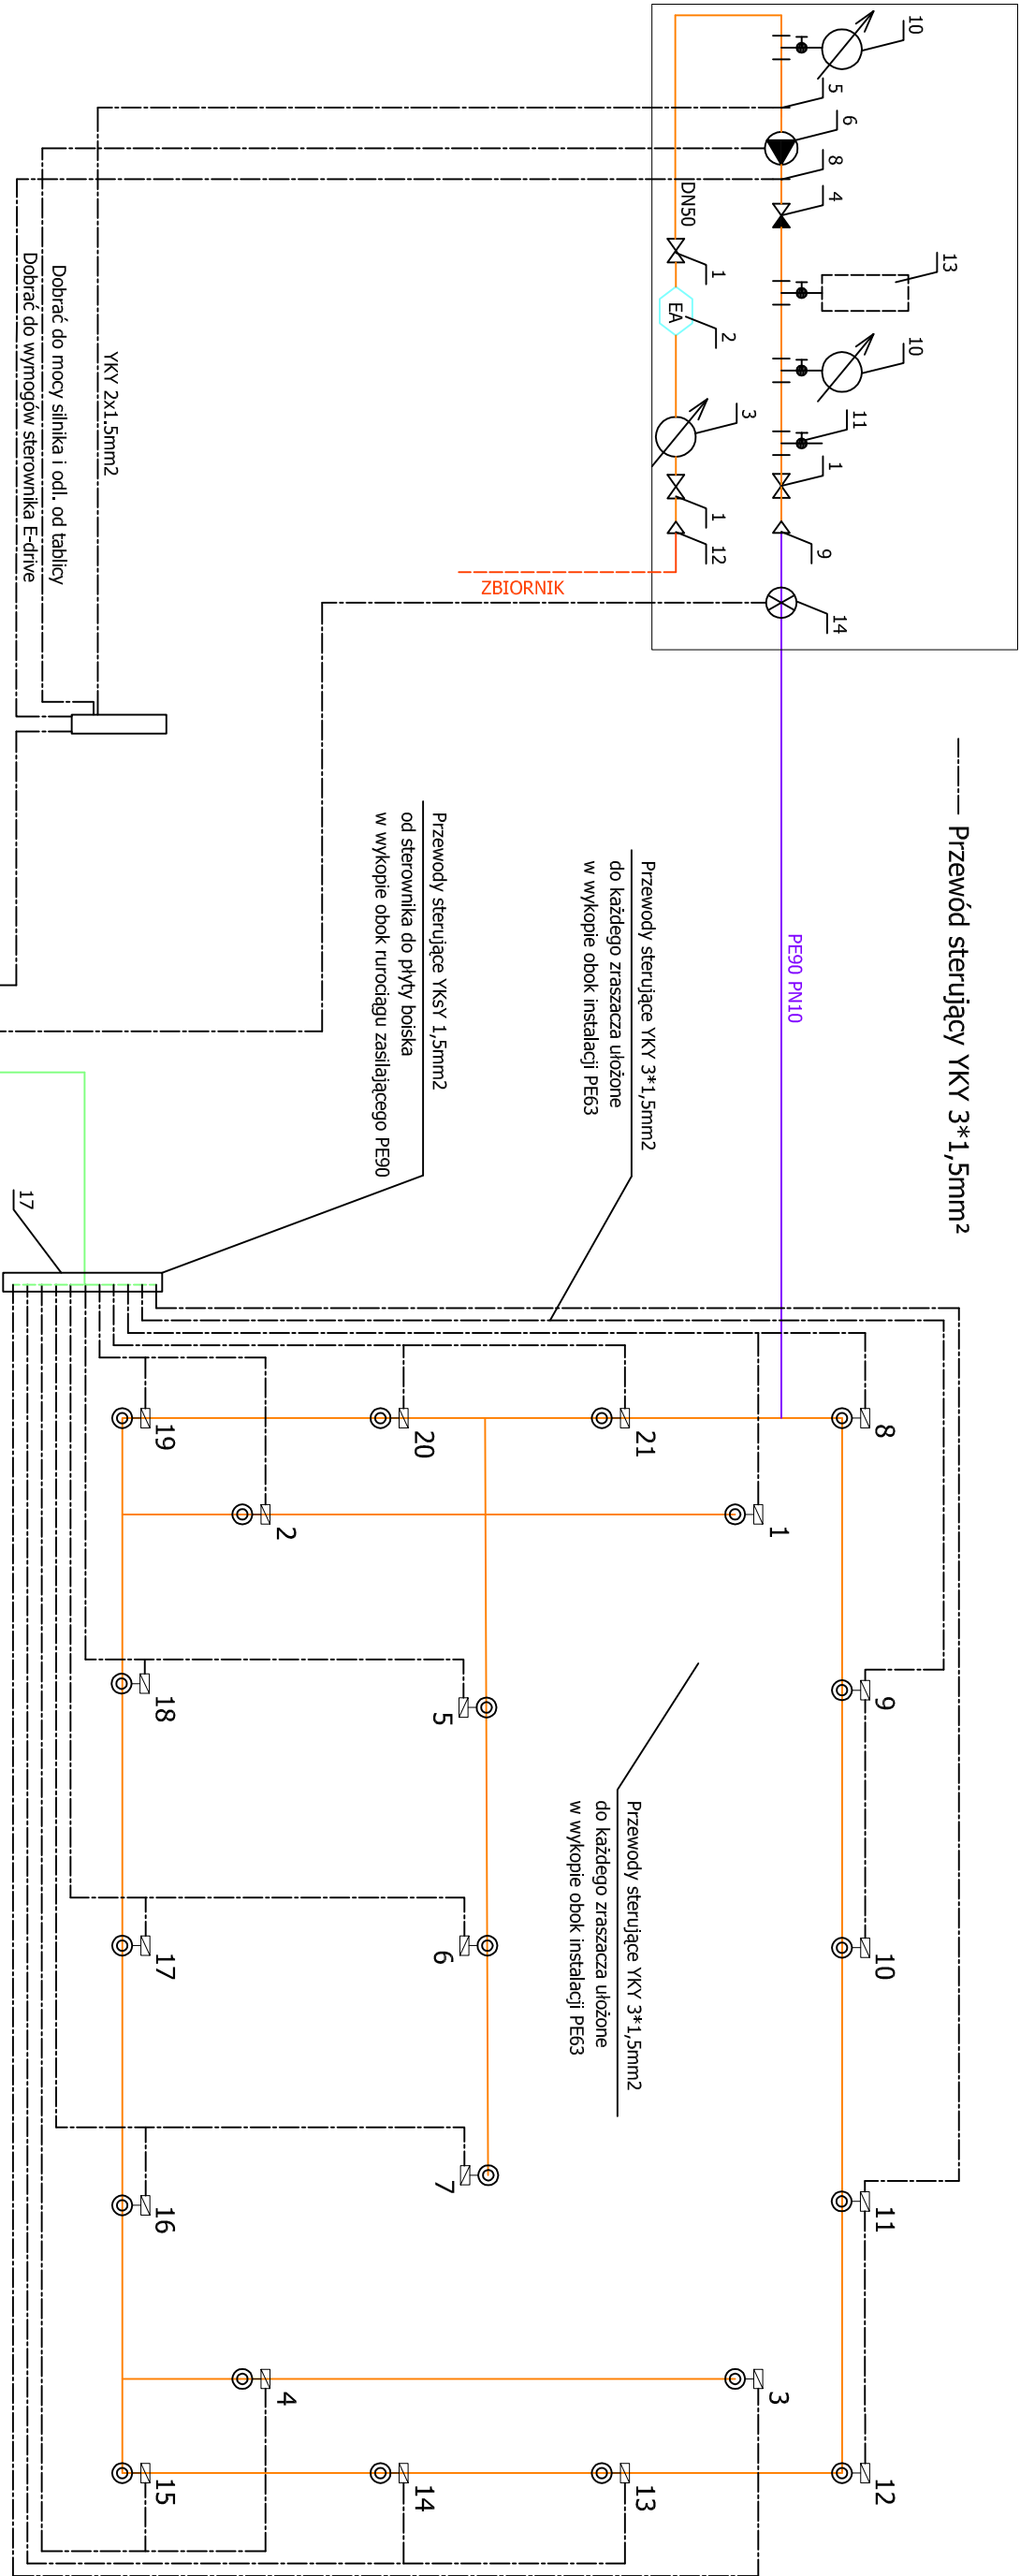 10
5
6
8
4
13
10
11
1
9
14
DN50
1
2
EA
3
1
12
ZBIORNIK
YKY 2x1.5mm2
Dobrać do mocy silnika i odl. od tablicy
Dobrać do wymogów sterownika E-drive
Przewód sterujący YKY 3*1,5mm²
PE90 PN10
Przewody sterujące YKY 3*1,5mm2
do każdego zraszacza ułożone
w wykopie obok instalacji PE63
Przewody sterujące YKsY 1,5mm2
od sterownika do płyty boiska
w wykopie obok rurociągu zasilającego PE90
17
8
21
20
19
1
2
9
18
5
Przewody sterujące YKY 3*1,5mm2
do każdego zraszacza ułożone
w wykopie obok instalacji PE63
10
6
17
11
7
16
3
4
12
13
14
15